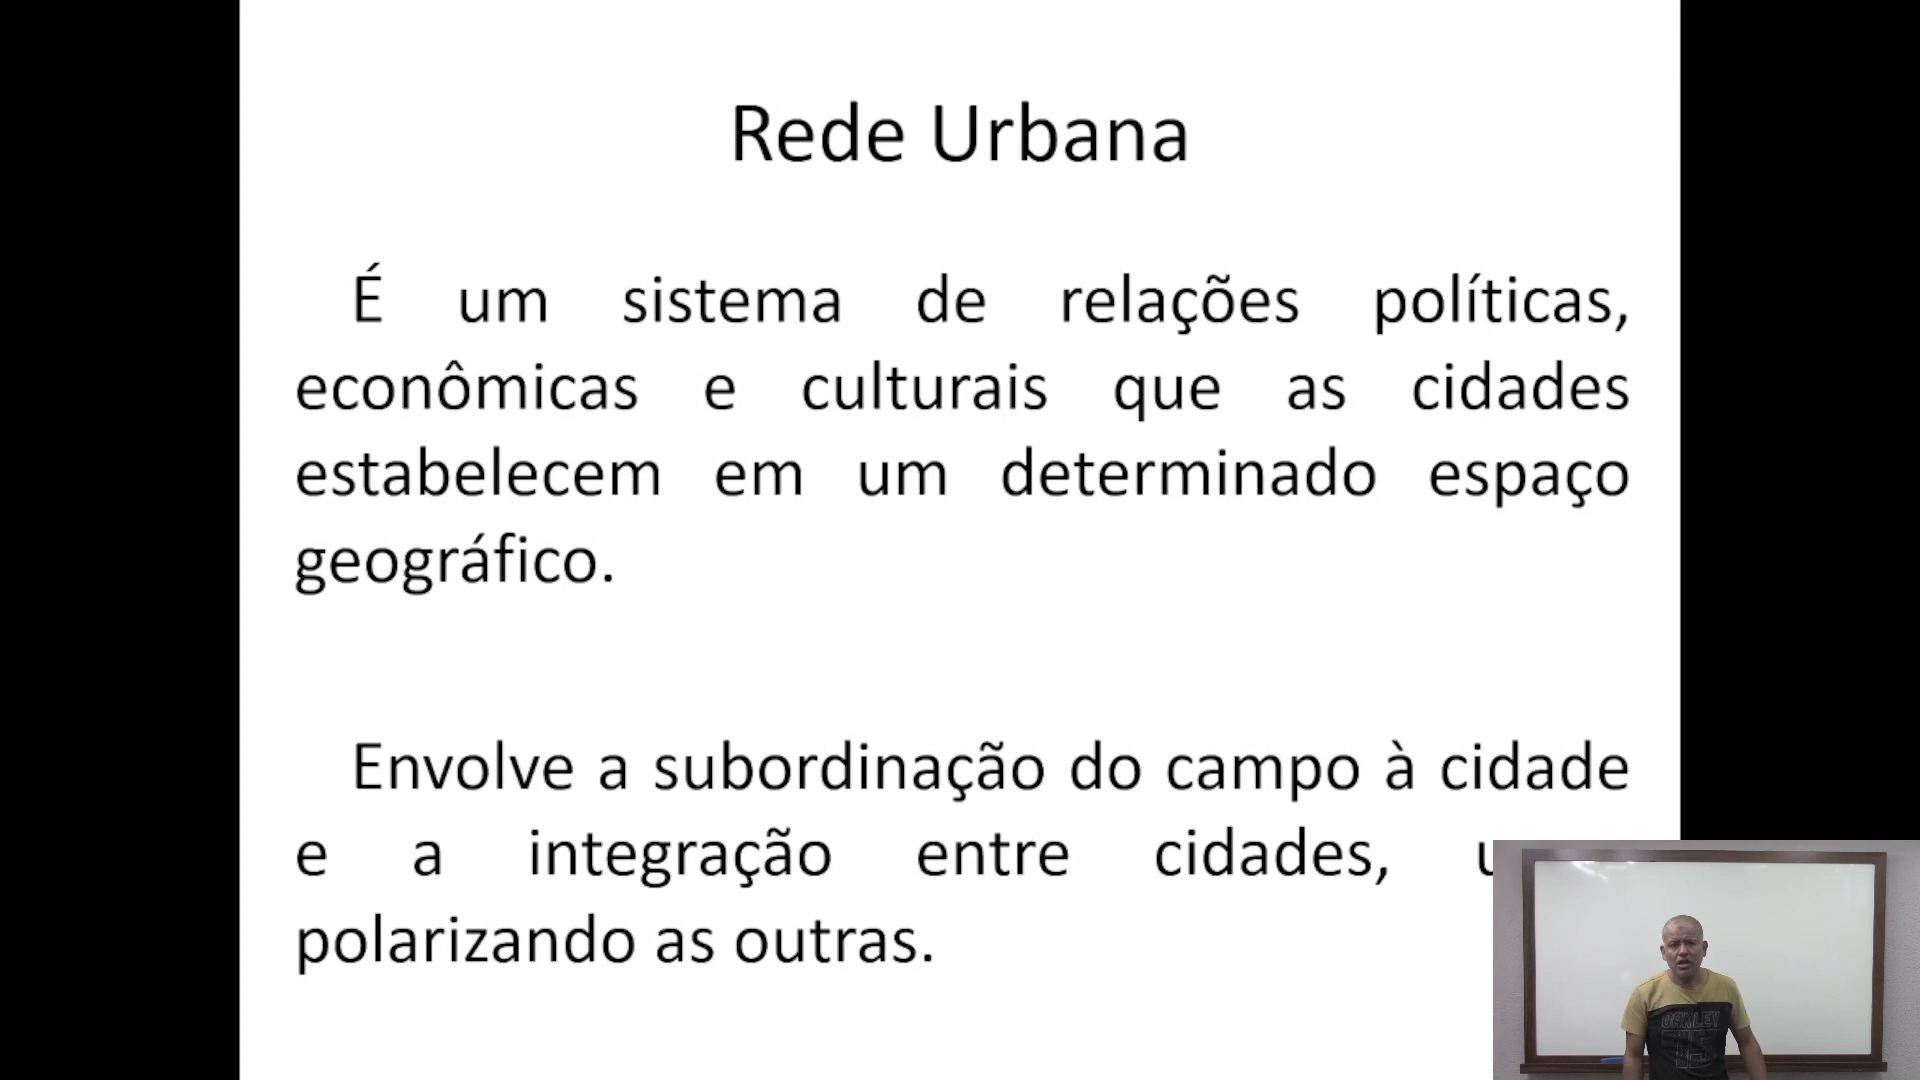 Rede Urbana
É um sistema de relações políticas,
econômicas e culturais que as cidades
estabelecem em um determinado espaço
geográfico.
Envolve a subordinação do campo à cidade
e a integração entre cidades,
polarizando as outras.
OAKLEY